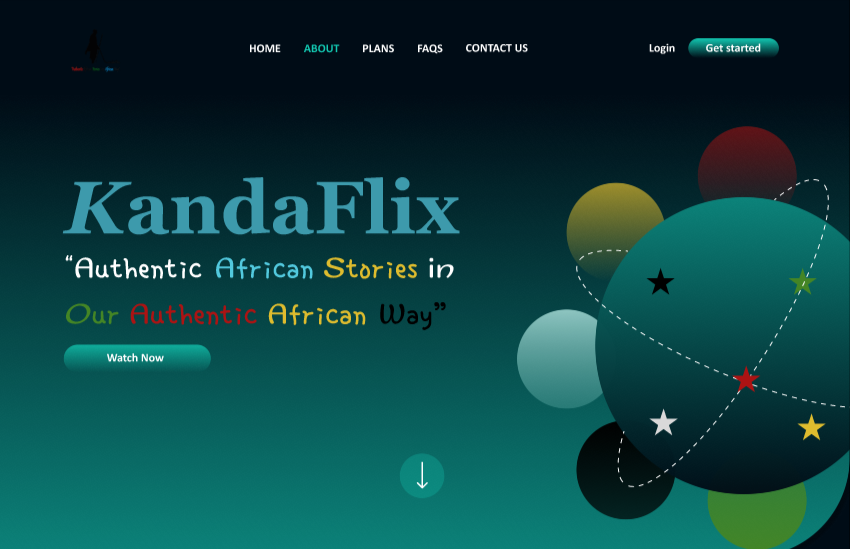 HOME ABOUT PLANS FAQS CONTACT US Login Get started
KandaFlix
“Authentic African Stories in
Our Authentic African Way”
Watch Now